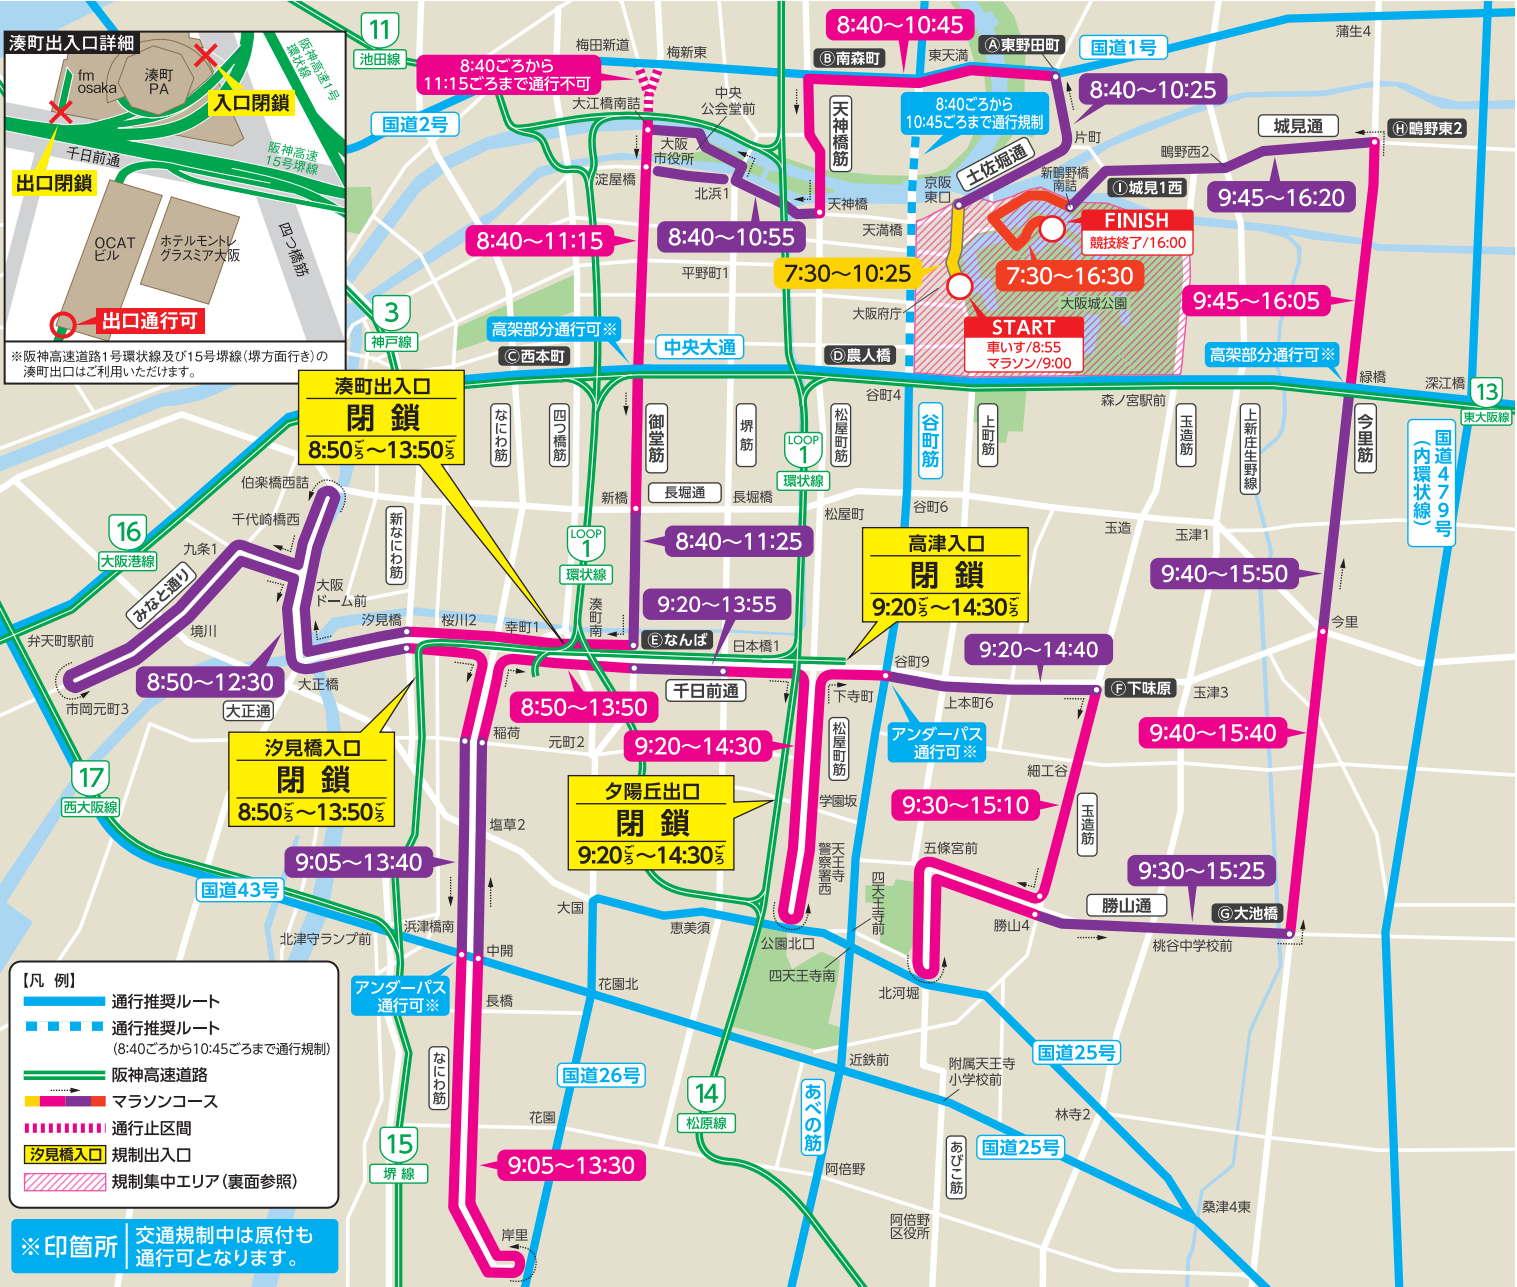 湊町出入口詳細
fm
osaka
湊町
PA
入口閉鎖
出口閉鎖
阪神高速1号
環状線
阪神高速
15号堺線
千日前通
四つ橋筋
OCAT
ビル
ホテルモントレ
グラスミア大阪
出口通行可
※阪神高速道路1号環状線及び15号堺線(堺方面行き)の
湊町出口はご利用いただけます。
11
池田線
梅田新道
梅新東
8:40ごろから
11:15ごろまで通行不可
国道2号
大江橋南詰
中央
公会堂前
大阪
市役所
淀屋橋
北浜1
8:40〜11:15
8:40〜10:55
平野町1
天神橋
天神橋筋
Ⓑ南森町
8:40〜10:45
東天満
Ⓐ東野田町
国道1号
蒲生4
8:40ごろから
10:45ごろまで通行規制
8:40〜10:25
片町
土佐堀通
京阪
東口
天満橋
新鴫野橋
南詰
Ⓘ城見1西
鴫野西2
城見通
Ⓗ鴫野東2
9:45〜16:20
FINISH
競技終了/16:00
7:30〜10:25
7:30〜16:30
大阪城公園
大阪府庁
START
車いす/8:55
マラソン/9:00
9:45〜16:05
3
神戸線
高架部分通行可※
中央大通
Ⓒ西本町
Ⓓ農人橋
高架部分通行可※
緑橋
深江橋
13
東大阪線
谷町4
森ノ宮駅前
湊町出入口
閉鎖
8:50ごろ〜13:50ごろ
なにわ筋
四つ橋筋
御堂筋
堺筋
LOOP
1
環状線
松屋町筋
谷町筋
上町筋
玉造筋
上新庄生野線
今里筋
国道479号
(内環状線)
伯楽橋西詰
千代崎橋西
九条1
新なにわ筋
16
大阪港線
みなと通り
境川
弁天町駅前
市岡元町3
大阪
ドーム前
汐見橋
桜川2
幸町1
大正橋
大正通
8:50〜12:30
新橋
長堀通
長堀橋
松屋町
谷町6
LOOP
1
環状線
8:40〜11:25
9:20〜13:55
湊町南
Ⓔなんば
日本橋1
千日前通
高津入口
閉鎖
9:20ごろ〜14:30ごろ
玉造
玉津1
9:40〜15:50
今里
谷町9
9:20〜14:40
上本町6
Ⓕ下味原
玉津3
下寺町
アンダーパス
通行可※
9:40〜15:40
8:50〜13:50
9:20〜14:30
稲荷
元町2
松屋町筋
細工谷
9:30〜15:10
玉造筋
汐見橋入口
閉鎖
8:50ごろ〜13:50ごろ
夕陽丘出口
閉鎖
9:20ごろ〜14:30ごろ
17
西大阪線
塩草2
9:05〜13:40
学園坂
天王寺
警察署西
四天王寺前
五條宮前
9:30〜15:25
勝山通
Ⓖ大池橋
勝山4
桃谷中学校前
国道43号
北津守ランプ前
浜津橋南
中開
大国
恵美須
公園北口
四天王寺南
北河堀
アンダーパス
通行可※
花園北
長橋
なにわ筋
国道26号
花園
14
松原線
あべの筋
近鉄前
附属天王寺
小学校前
国道25号
林寺2
国道25号
あびこ筋
阿倍野
阿倍野
区役所
桑津4東
15
堺線
9:05〜13:30
岸里
【凡例】
通行推奨ルート
通行推奨ルート
(8:40ごろから10:45ごろまで通行規制)
阪神高速道路
マラソンコース
通行止区間
汐見橋入口 規制出入口
規制集中エリア(裏面参照)
※印箇所
交通規制中は原付も
通行可となります。